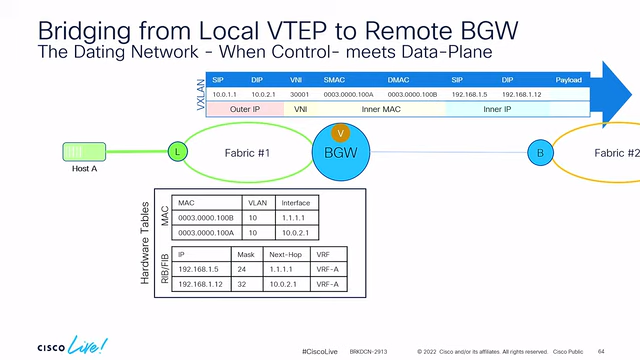 Bridging from Local VTEP to Remote BGW
The Dating Network - When Control- meets Data-Plane
VXLAN
SIP DIP VNI SMAC DMAC SIP DIP Payload
10.0.1.1 10.0.2.1 30001 0003.0000.100A 0003.0000.100B 192.168.1.5 192.168.1.12
Outer IP VNI Inner MAC Inner IP
Host A
L
Fabric #1
V
BGW
B
Fabric #2
Hardware Tables
MAC
MAC VLAN Interface
0003.0000.100B 10 1.1.1.1
0003.0000.100A 10 10.0.2.1
RIB/FIB
IP Mask Next-Hop VRF
192.168.1.5 24 1.1.1.1 VRF-A
192.168.1.12 32 10.0.2.1 VRF-A
CISCO Live!
#CiscoLive BRKDCN-2913 © 2022 Cisco and/or its affiliates. All rights reserved. Cisco Public 64